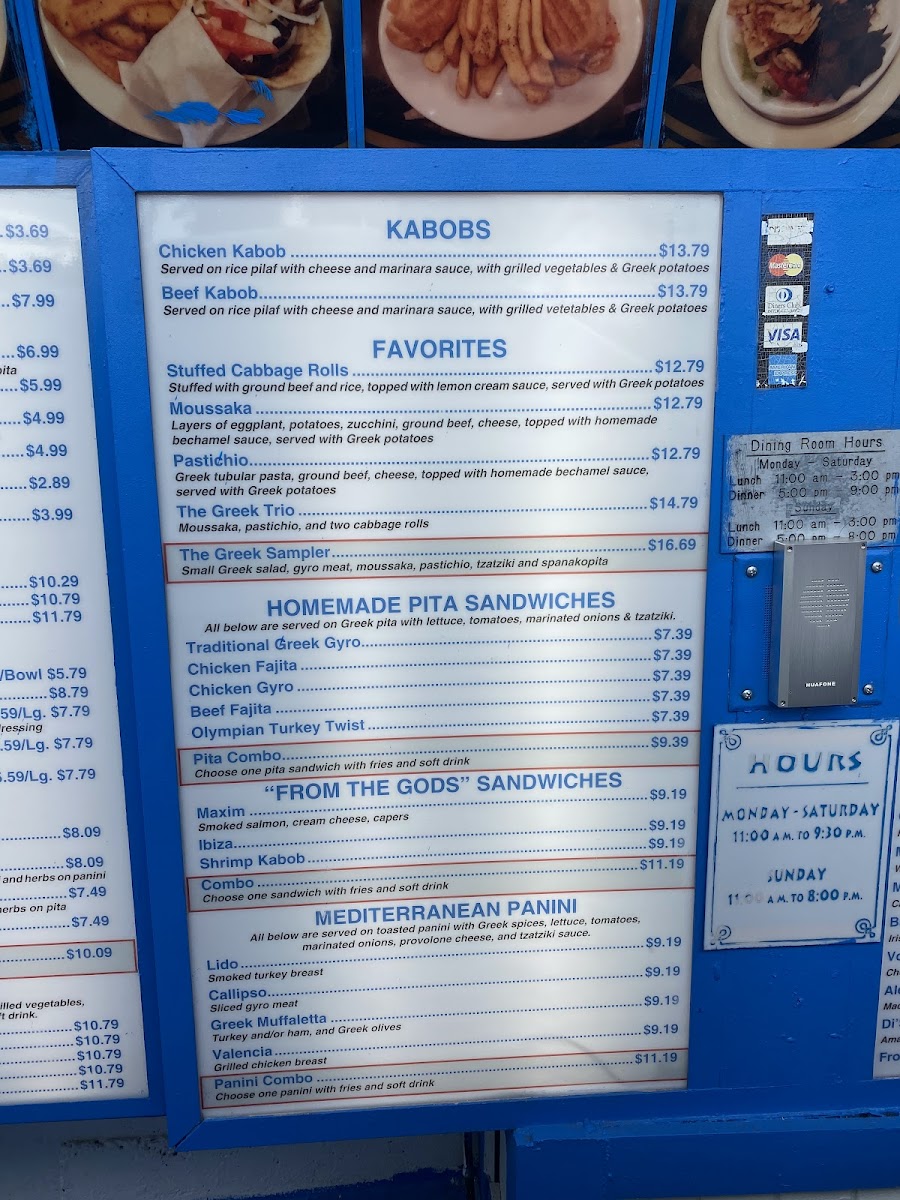 $3.69
$3.69
$7.99
$6.99
$5.99
$4.99
$4.99
$2.89
$3.99
$10.29
$10.79
$11.79
/Bowl $5.79
$8.79
.59/Lg. $7.79
.59/Lg. $7.79
.59/Lg. $7.79
$8.09
$8.09
and herbs on panini
$7.49
herbs on pita
$7.49
$10.09
vegetables,
$10.79
$10.79
$10.79
$10.79
$11.79
KABOBS
Chicken Kabob $13.79
Served on rice pilaf with cheese and marinara sauce, with grilled vegetables & Greek potatoes
Beef Kabob $13.79
Served on rice pilaf with cheese and marinara sauce, with grilled vetetables & Greek potatoes
FAVORITES
Stuffed Cabbage Rolls $12.79
Stuffed with ground beef and rice, topped with lemon cream sauce, served with Greek potatoes
Moussaka $12.79
Layers of eggplant, potatoes, zucchini, ground beef, cheese, topped with homemade
bechamel sauce, served with Greek potatoes
Pastichio $12.79
Greek tubular pasta, ground beef, cheese, topped with homemade bechamel sauce,
served with Greek potatoes
The Greek Trio $14.79
Moussaka, pastichio, and two cabbage rolls
The Greek Sampler $16.69
Small Greek salad, gyro meat, moussaka, pastichio, tzatziki and spanakopita
HOMEMADE PITA SANDWICHES
All below are served on Greek pita with lettuce, tomatoes, marinated onions & tzatziki.
Traditional Greek Gyro $7.39
Chicken Fajita $7.39
Chicken Gyro $7.39
Beef Fajita $7.39
Olympian Turkey Twist $7.39
Pita Combo $9.39
Choose one pita sandwich with fries and soft drink
“FROM THE GODS” SANDWICHES
Maxim $9.19
Smoked salmon, cream cheese, capers
Ibiza $9.19
Shrimp Kabob $9.19
Combo $11.19
Choose one sandwich with fries and soft drink
MEDITERRANEAN PANINI
All below are served on toasted panini with Greek spices, lettuce, tomatoes,
marinated onions, provolone cheese, and tzatziki sauce.
Lido $9.19
Smoked turkey breast
Callipso $9.19
Sliced gyro meat
Greek Muffaletta $9.19
Turkey and/or ham, and Greek olives
Valencia $9.19
Grilled chicken breast
Panini Combo $11.19
Choose one panini with fries and soft drink
MasterCard
Diners Club
VISA
Dining Room Hours
Monday - Saturday
Lunch 11:00 am - 3:00 pm
Dinner 5:00 pm 9:00 pm
Sunday
Lunch 11:00 am - 3:00 pm
Dinner 5:00 pm - 8:00 pm
HUAFONE
HOURS
MONDAY - SATURDAY
11:00 A.M. TO 9:30 P.M.
SUNDAY
11:00 A.M. TO 8:00 P.M.